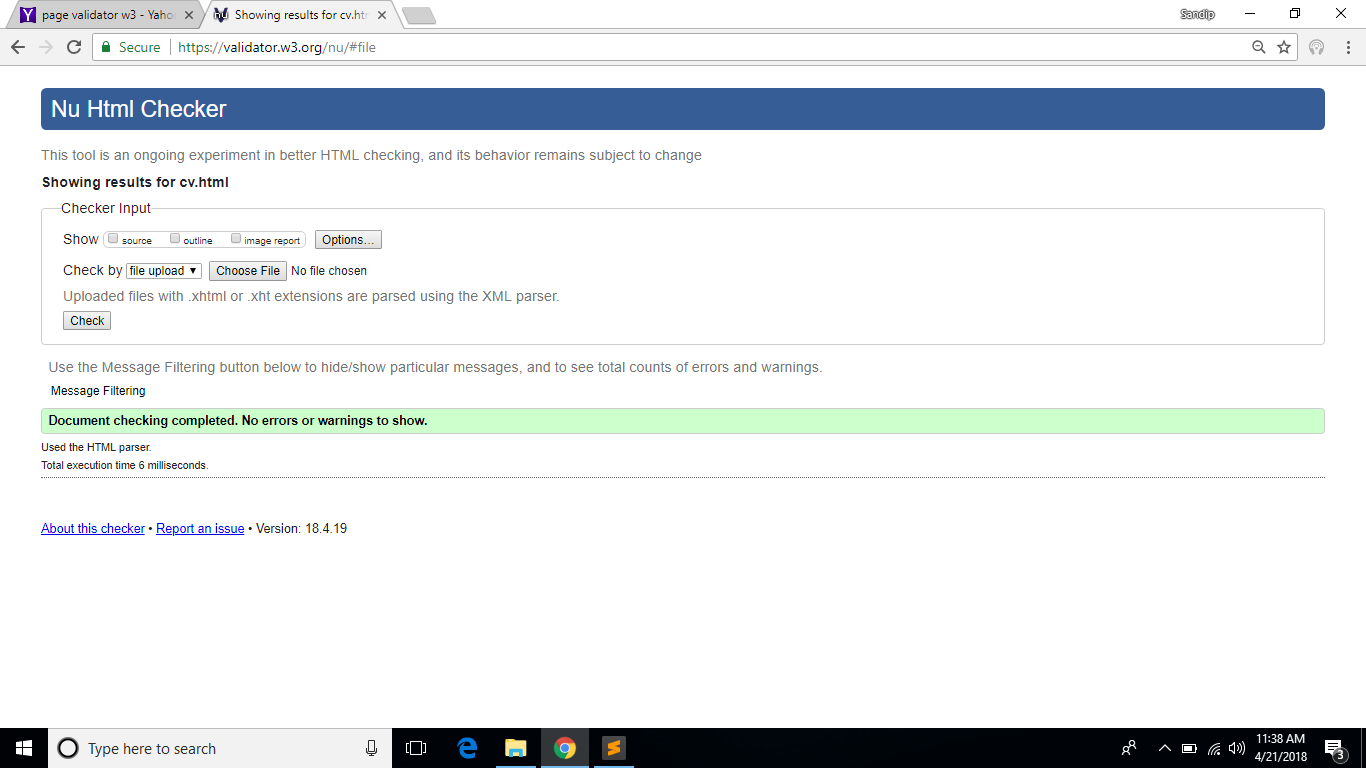 page validator w3 - Yaho
Showing results for cv.htm
Sandip
Secure
https://validator.w3.org/nu/#file
Nu Html Checker
This tool is an ongoing experiment in better HTML checking, and its behavior remains subject to change
Showing results for cv.html
Checker Input
Show source outline image report Options...
Check by file upload Choose File No file chosen
Uploaded files with .xhtml or .xht extensions are parsed using the XML parser.
Check
Use the Message Filtering button below to hide/show particular messages, and to see total counts of errors and warnings.
Message Filtering
Document checking completed. No errors or warnings to show.
Used the HTML parser.
Total execution time 6 milliseconds.
About this checker • Report an issue • Version: 18.4.19
Type here to search
11:38 AM
4/21/2018
3